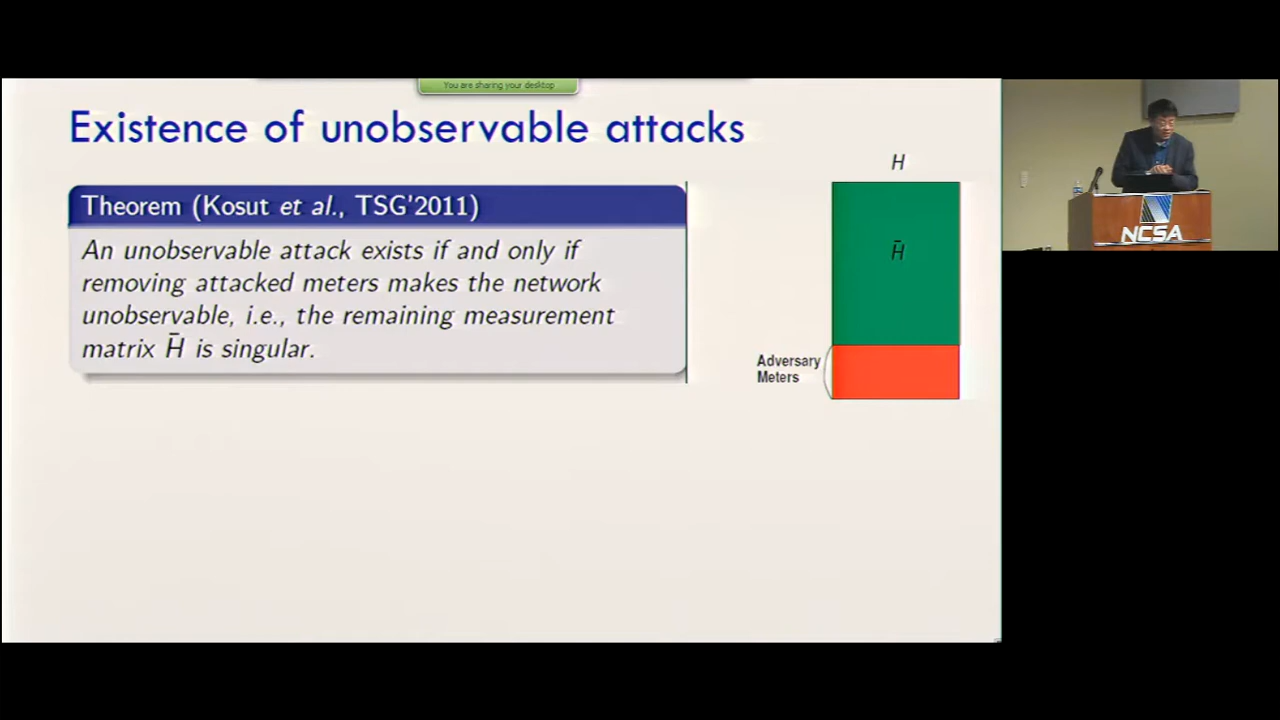 You are sharing your desktop
Existence of unobservable attacks
Theorem (Kosut et al., TSG'2011)
An unobservable attack exists if and only if
removing attacked meters makes the network
unobservable, i.e., the remaining measurement
matrix H̄ is singular.
H
H̄
Adversary
Meters
NCSA